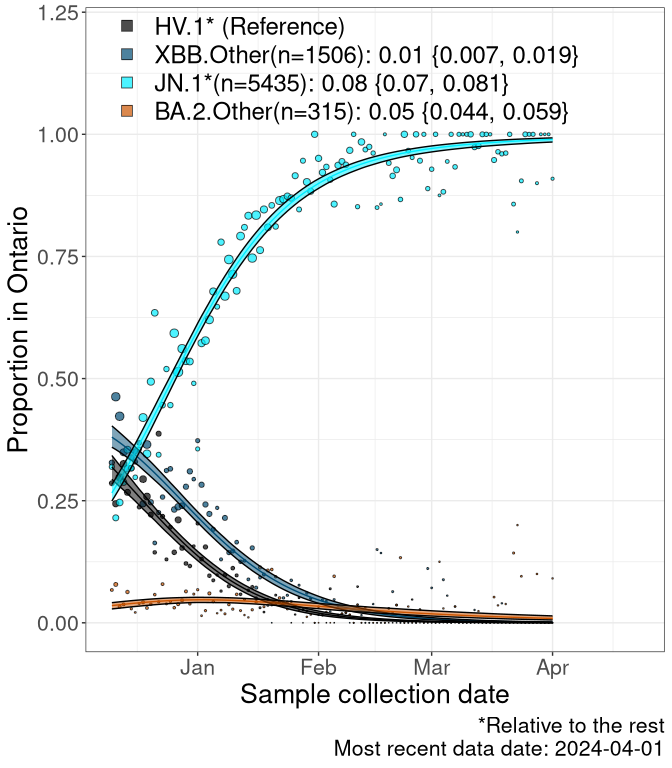 1.25
HV.1* (Reference)
XBB.Other(n=1506): 0.01 {0.007, 0.019}
JN.1*(n=5435): 0.08 {0.07, 0.081}
BA.2.Other(n=315): 0.05 {0.044, 0.059}
1.00
0.75
0.50
0.25
0.00
Proportion in Ontario
Jan Feb Mar Apr
Sample collection date
*Relative to the rest
Most recent data date: 2024-04-01